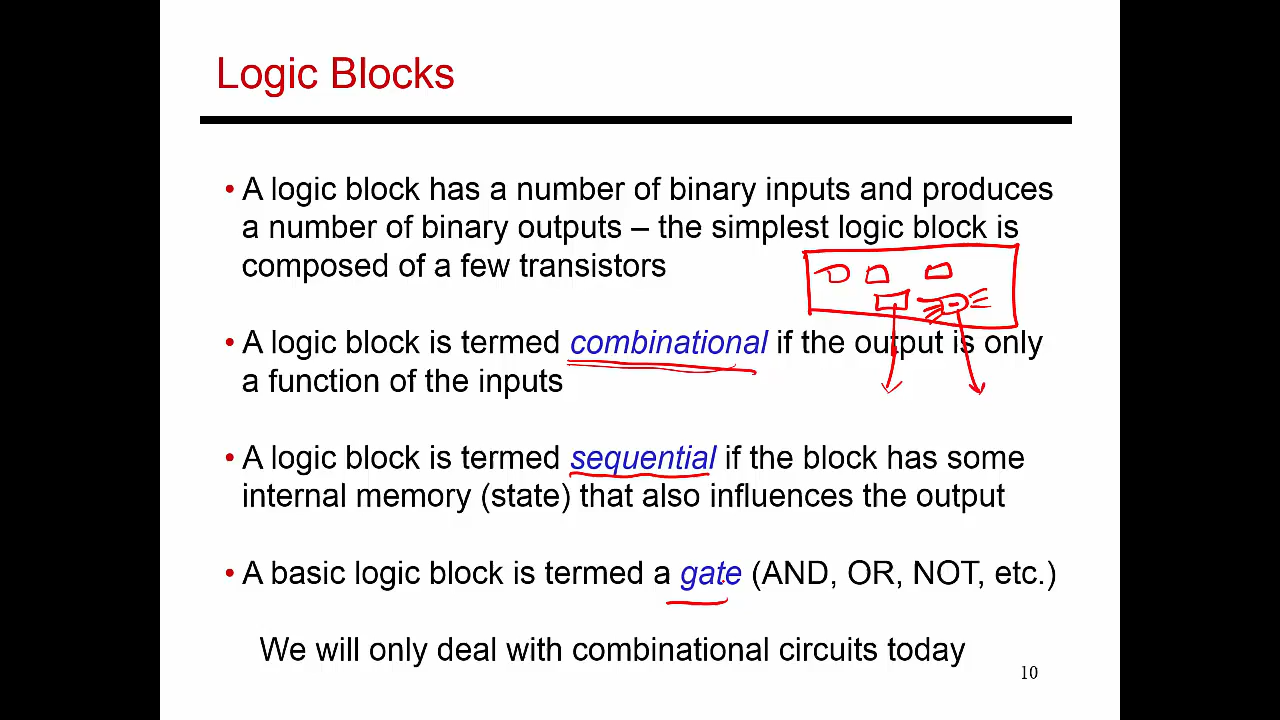 Logic Blocks
• A logic block has a number of binary inputs and produces
a number of binary outputs – the simplest logic block is
composed of a few transistors
• A logic block is termed combinational if the output is only
a function of the inputs
• A logic block is termed sequential if the block has some
internal memory (state) that also influences the output
• A basic logic block is termed a gate (AND, OR, NOT, etc.)
We will only deal with combinational circuits today
10